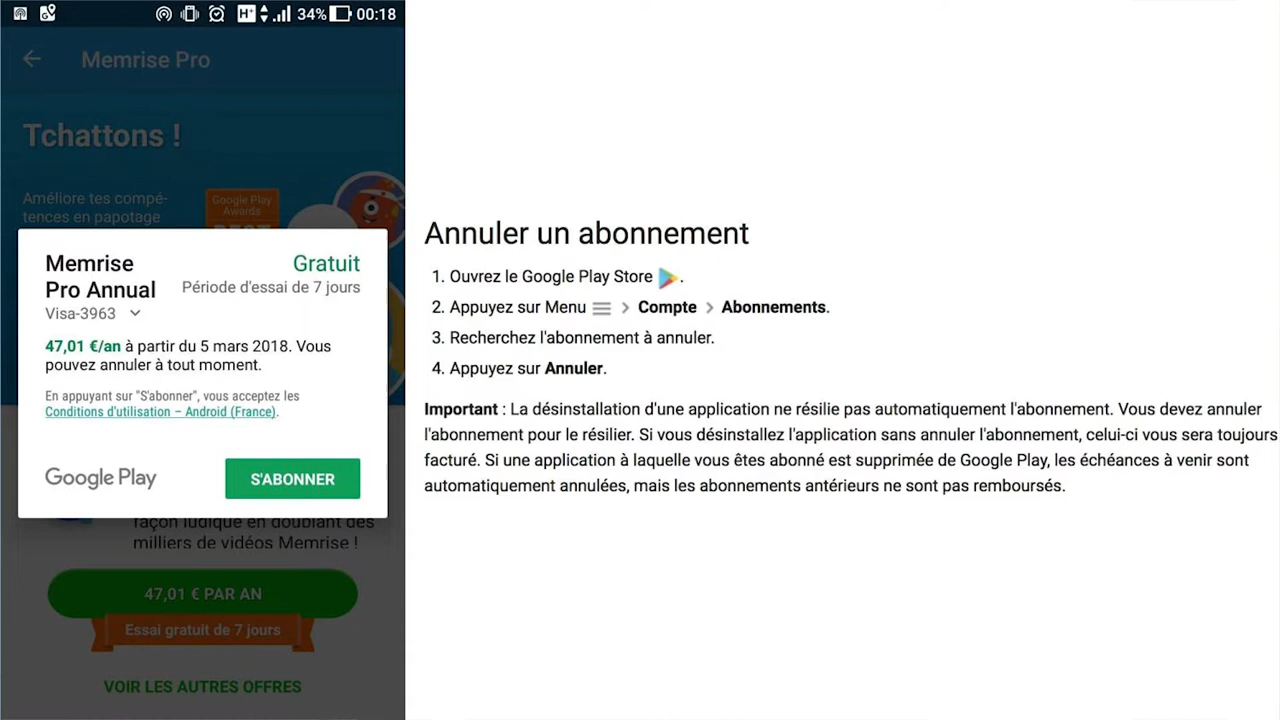 34% 00:18
Memrise Pro
Tchattons !
Améliore tes compé-
tences en papotage
Google Play
Awards
Memrise
Pro Annual
Gratuit
Période d'essai de 7 jours
Visa-3963
47,01 €/an à partir du 5 mars 2018. Vous
pouvez annuler à tout moment.
En appuyant sur "S'abonner", vous acceptez les
Conditions d'utilisation – Android (France).
Google Play
S'ABONNER
façon ludique en doublant des
milliers de vidéos Memrise !
47,01 € PAR AN
Essai gratuit de 7 jours
VOIR LES AUTRES OFFRES
Annuler un abonnement
1. Ouvrez le Google Play Store .
2. Appuyez sur Menu > Compte > Abonnements.
3. Recherchez l'abonnement à annuler.
4. Appuyez sur Annuler.
Important : La désinstallation d'une application ne résilie pas automatiquement l'abonnement. Vous devez annuler
l'abonnement pour le résilier. Si vous désinstallez l'application sans annuler l'abonnement, celui-ci vous sera toujours
facturé. Si une application à laquelle vous êtes abonné est supprimée de Google Play, les échéances à venir sont
automatiquement annulées, mais les abonnements antérieurs ne sont pas remboursés.